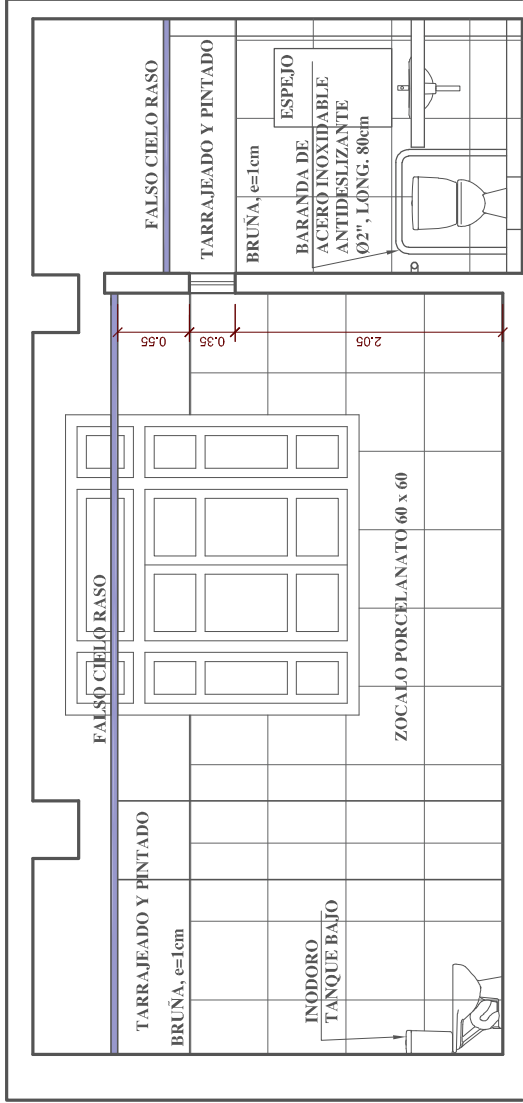 FALSO CIELO RASO
TARRAJEADO Y PINTADO
BRUÑA, e=1cm
INODORO
TANQUE BAJO
ZOCALO PORCELANATO 60 x 60
0.55
0.35
2.05
FALSO CIELO RASO
TARRAJEADO Y PINTADO
BRUÑA, e=1cm
ESPEJO
BARANDA DE
ACERO INOXIDABLE
ANTIDESLIZANTE
Ø2", LONG. 80cm